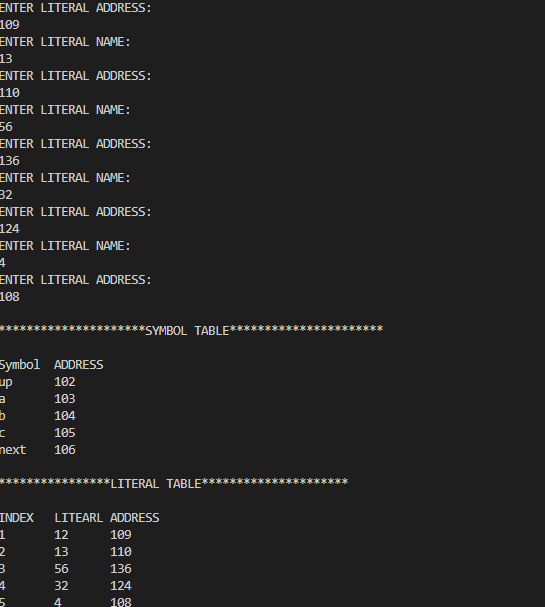 ENTER LITERAL ADDRESS:
109
ENTER LITERAL NAME:
13
ENTER LITERAL ADDRESS:
110
ENTER LITERAL NAME:
56
ENTER LITERAL ADDRESS:
136
ENTER LITERAL NAME:
32
ENTER LITERAL ADDRESS:
124
ENTER LITERAL NAME:
4
ENTER LITERAL ADDRESS:
108
*********************SYMBOL TABLE**********************
Symbol ADDRESS
up 102
a 103
b 104
c 105
next 106
****************LITERAL TABLE*********************
INDEX LITEARL ADDRESS
1 12 109
2 13 110
3 56 136
4 32 124
5 4 108